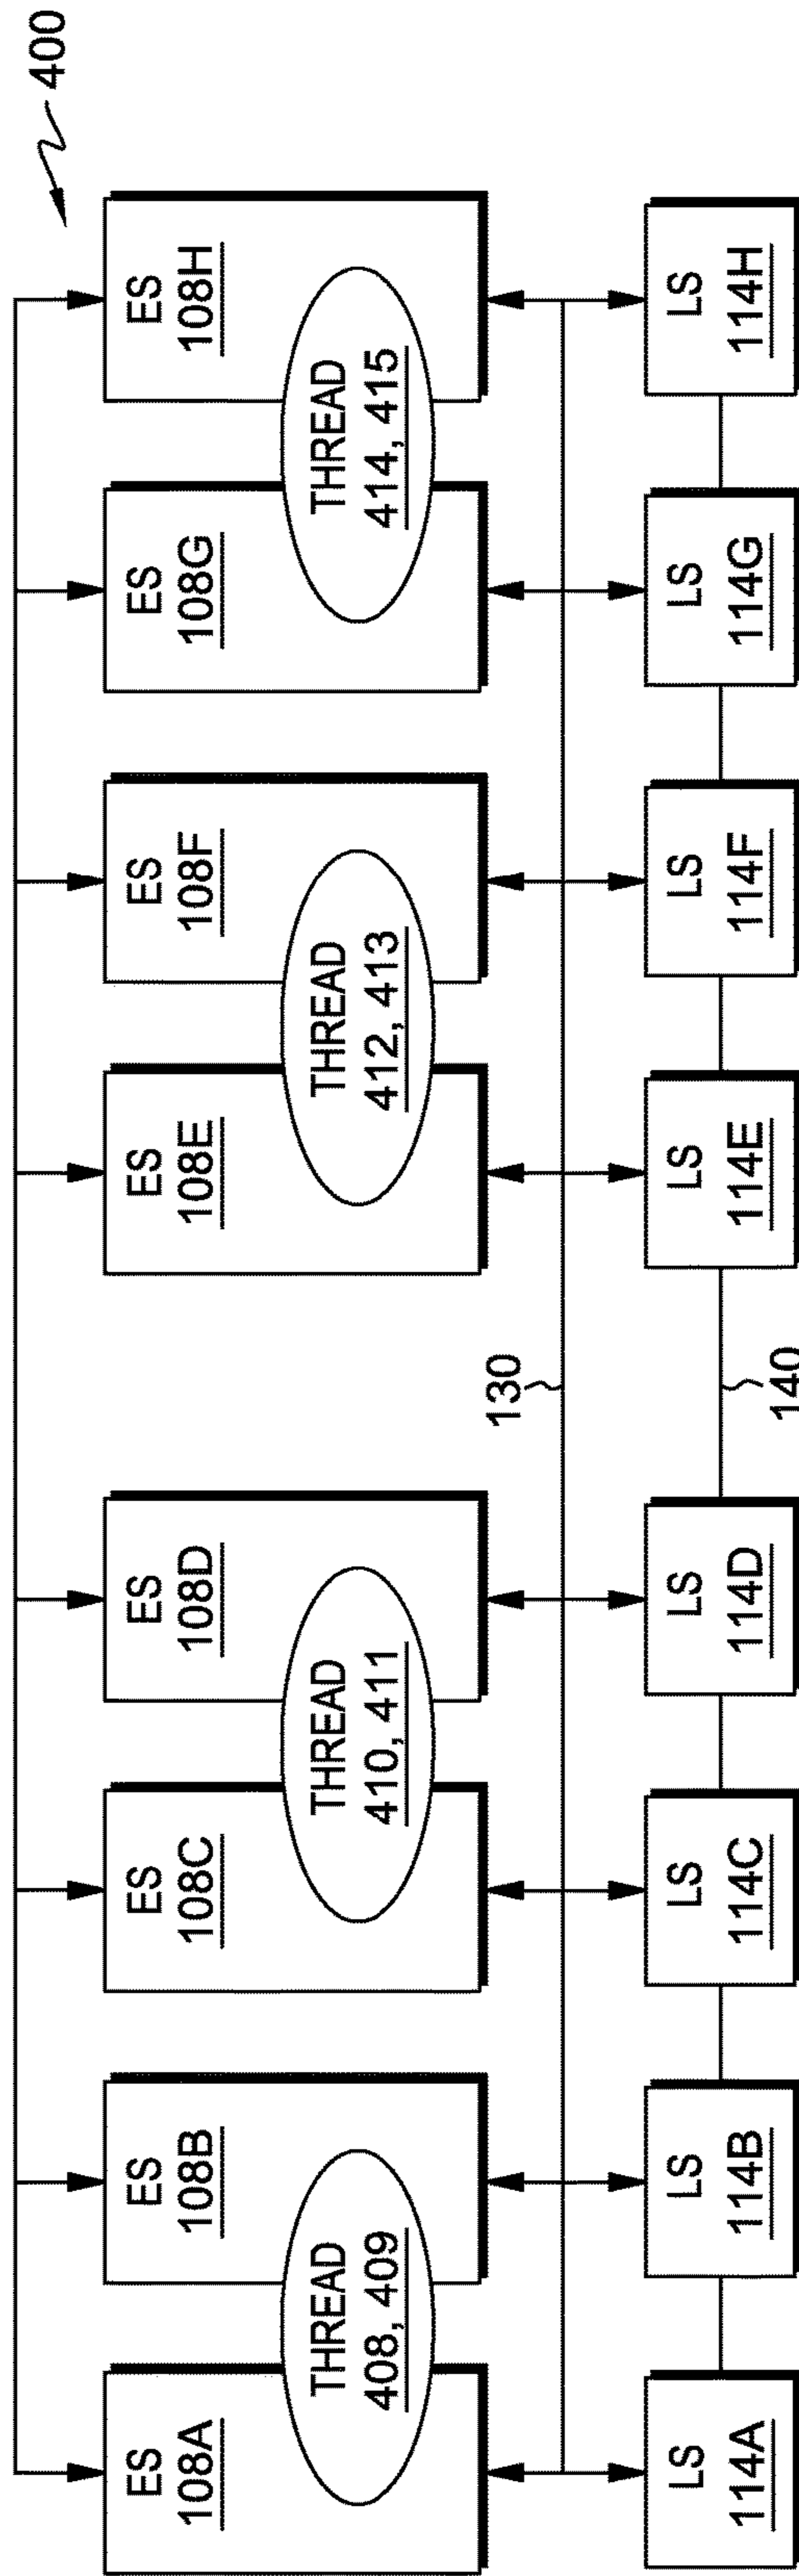 400
ES
108A
ES
108B
ES
108C
ES
108D
ES
108E
ES
108F
ES
108G
ES
108H
THREAD
408, 409
THREAD
410, 411
THREAD
412, 413
THREAD
414, 415
130
LS
114A
LS
114B
LS
114C
LS
114D
LS
114E
LS
114F
LS
114G
LS
114H
140